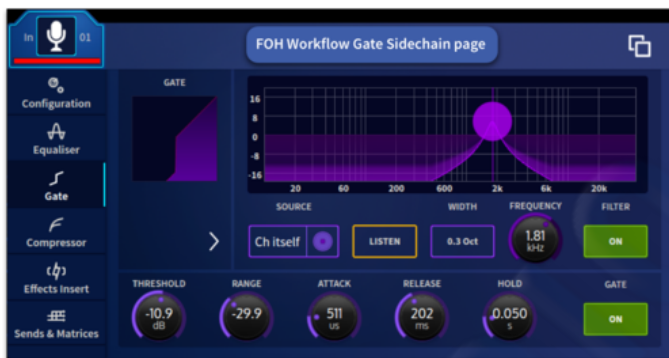 In 01
FOH Workflow Gate Sidechain page
Configuration
Equaliser
Gate
Compressor
Effects Insert
Sends & Matrices
GATE
16
8
0
-8
-16
20 60 200 600 2k 6k 20k
SOURCE WIDTH FREQUENCY FILTER
Ch itself LISTEN 0.3 Oct 1.81 kHz ON
THRESHOLD RANGE ATTACK RELEASE HOLD GATE
-10.9 dB -29.9 511 us 202 ms 0.050 s ON